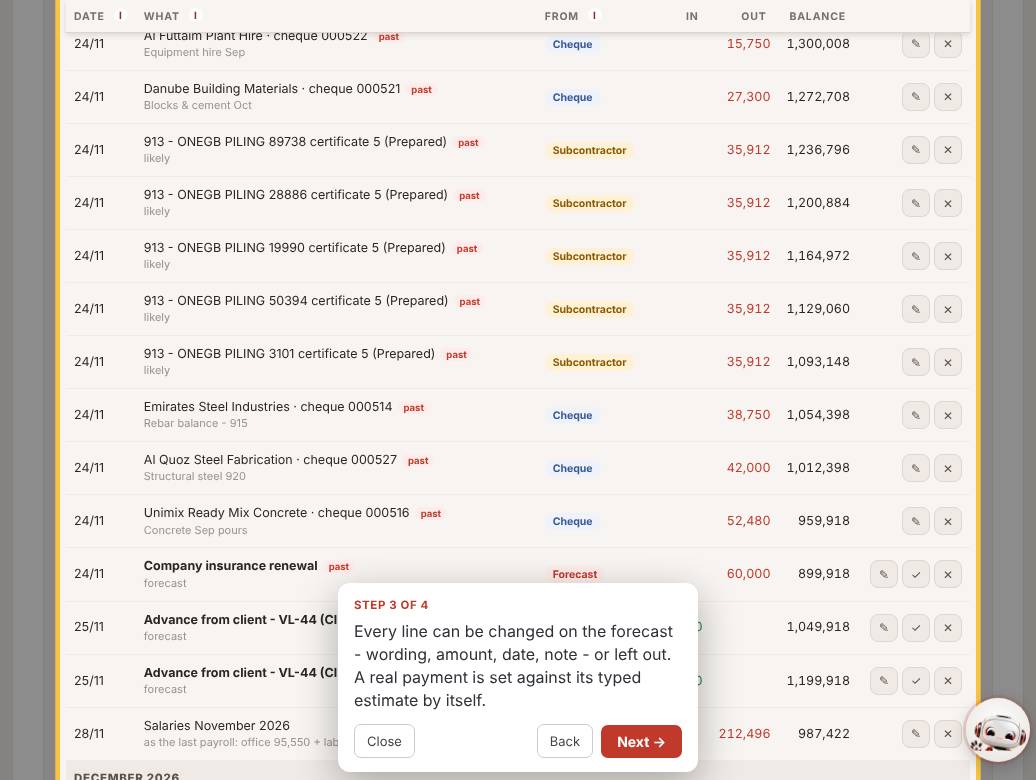 DATE I WHAT I FROM I IN OUT BALANCE
24/11 Al Futtaim Plant Hire · cheque 000522 past Cheque 15,750 1,300,008
Equipment hire Sep
24/11 Danube Building Materials · cheque 000521 past Cheque 27,300 1,272,708
Blocks & cement Oct
24/11 913 - ONEGB PILING 89738 certificate 5 (Prepared) past Subcontractor 35,912 1,236,796
likely
24/11 913 - ONEGB PILING 28886 certificate 5 (Prepared) past Subcontractor 35,912 1,200,884
likely
24/11 913 - ONEGB PILING 19990 certificate 5 (Prepared) past Subcontractor 35,912 1,164,972
likely
24/11 913 - ONEGB PILING 50394 certificate 5 (Prepared) past Subcontractor 35,912 1,129,060
likely
24/11 913 - ONEGB PILING 3101 certificate 5 (Prepared) past Subcontractor 35,912 1,093,148
likely
24/11 Emirates Steel Industries · cheque 000514 past Cheque 38,750 1,054,398
Rebar balance - 915
24/11 Al Quoz Steel Fabrication · cheque 000527 past Cheque 42,000 1,012,398
Structural steel 920
24/11 Unimix Ready Mix Concrete · cheque 000516 past Cheque 52,480 959,918
Concrete Sep pours
24/11 Company insurance renewal past Forecast 60,000 899,918
forecast
25/11 Advance from client - VL-44 (Cl 1,049,918
forecast
25/11 Advance from client - VL-44 (Cl 1,199,918
forecast
28/11 Salaries November 2026 212,496 987,422
as the last payroll: office 95,550 + lab
DECEMBER 2026
STEP 3 OF 4
Every line can be changed on the forecast
- wording, amount, date, note - or left out.
A real payment is set against its typed
estimate by itself.
Close Back Next →